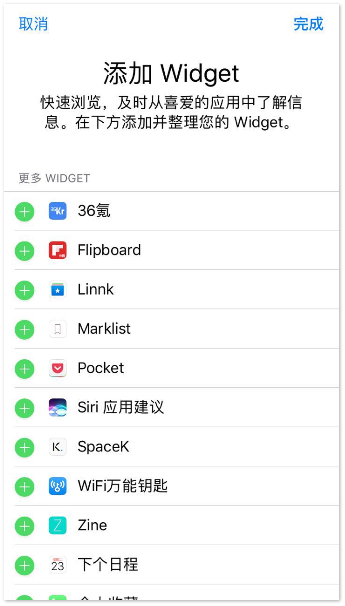 取消 完成
添加 Widget
快速浏览，及时从喜爱的应用中了解信
息。在下方添加并整理您的 Widget。
更多 WIDGET
36氪
Flipboard
Linnk
Marklist
Pocket
Siri 应用建议
SpaceK
WiFi万能钥匙
Zine
23 下个日程